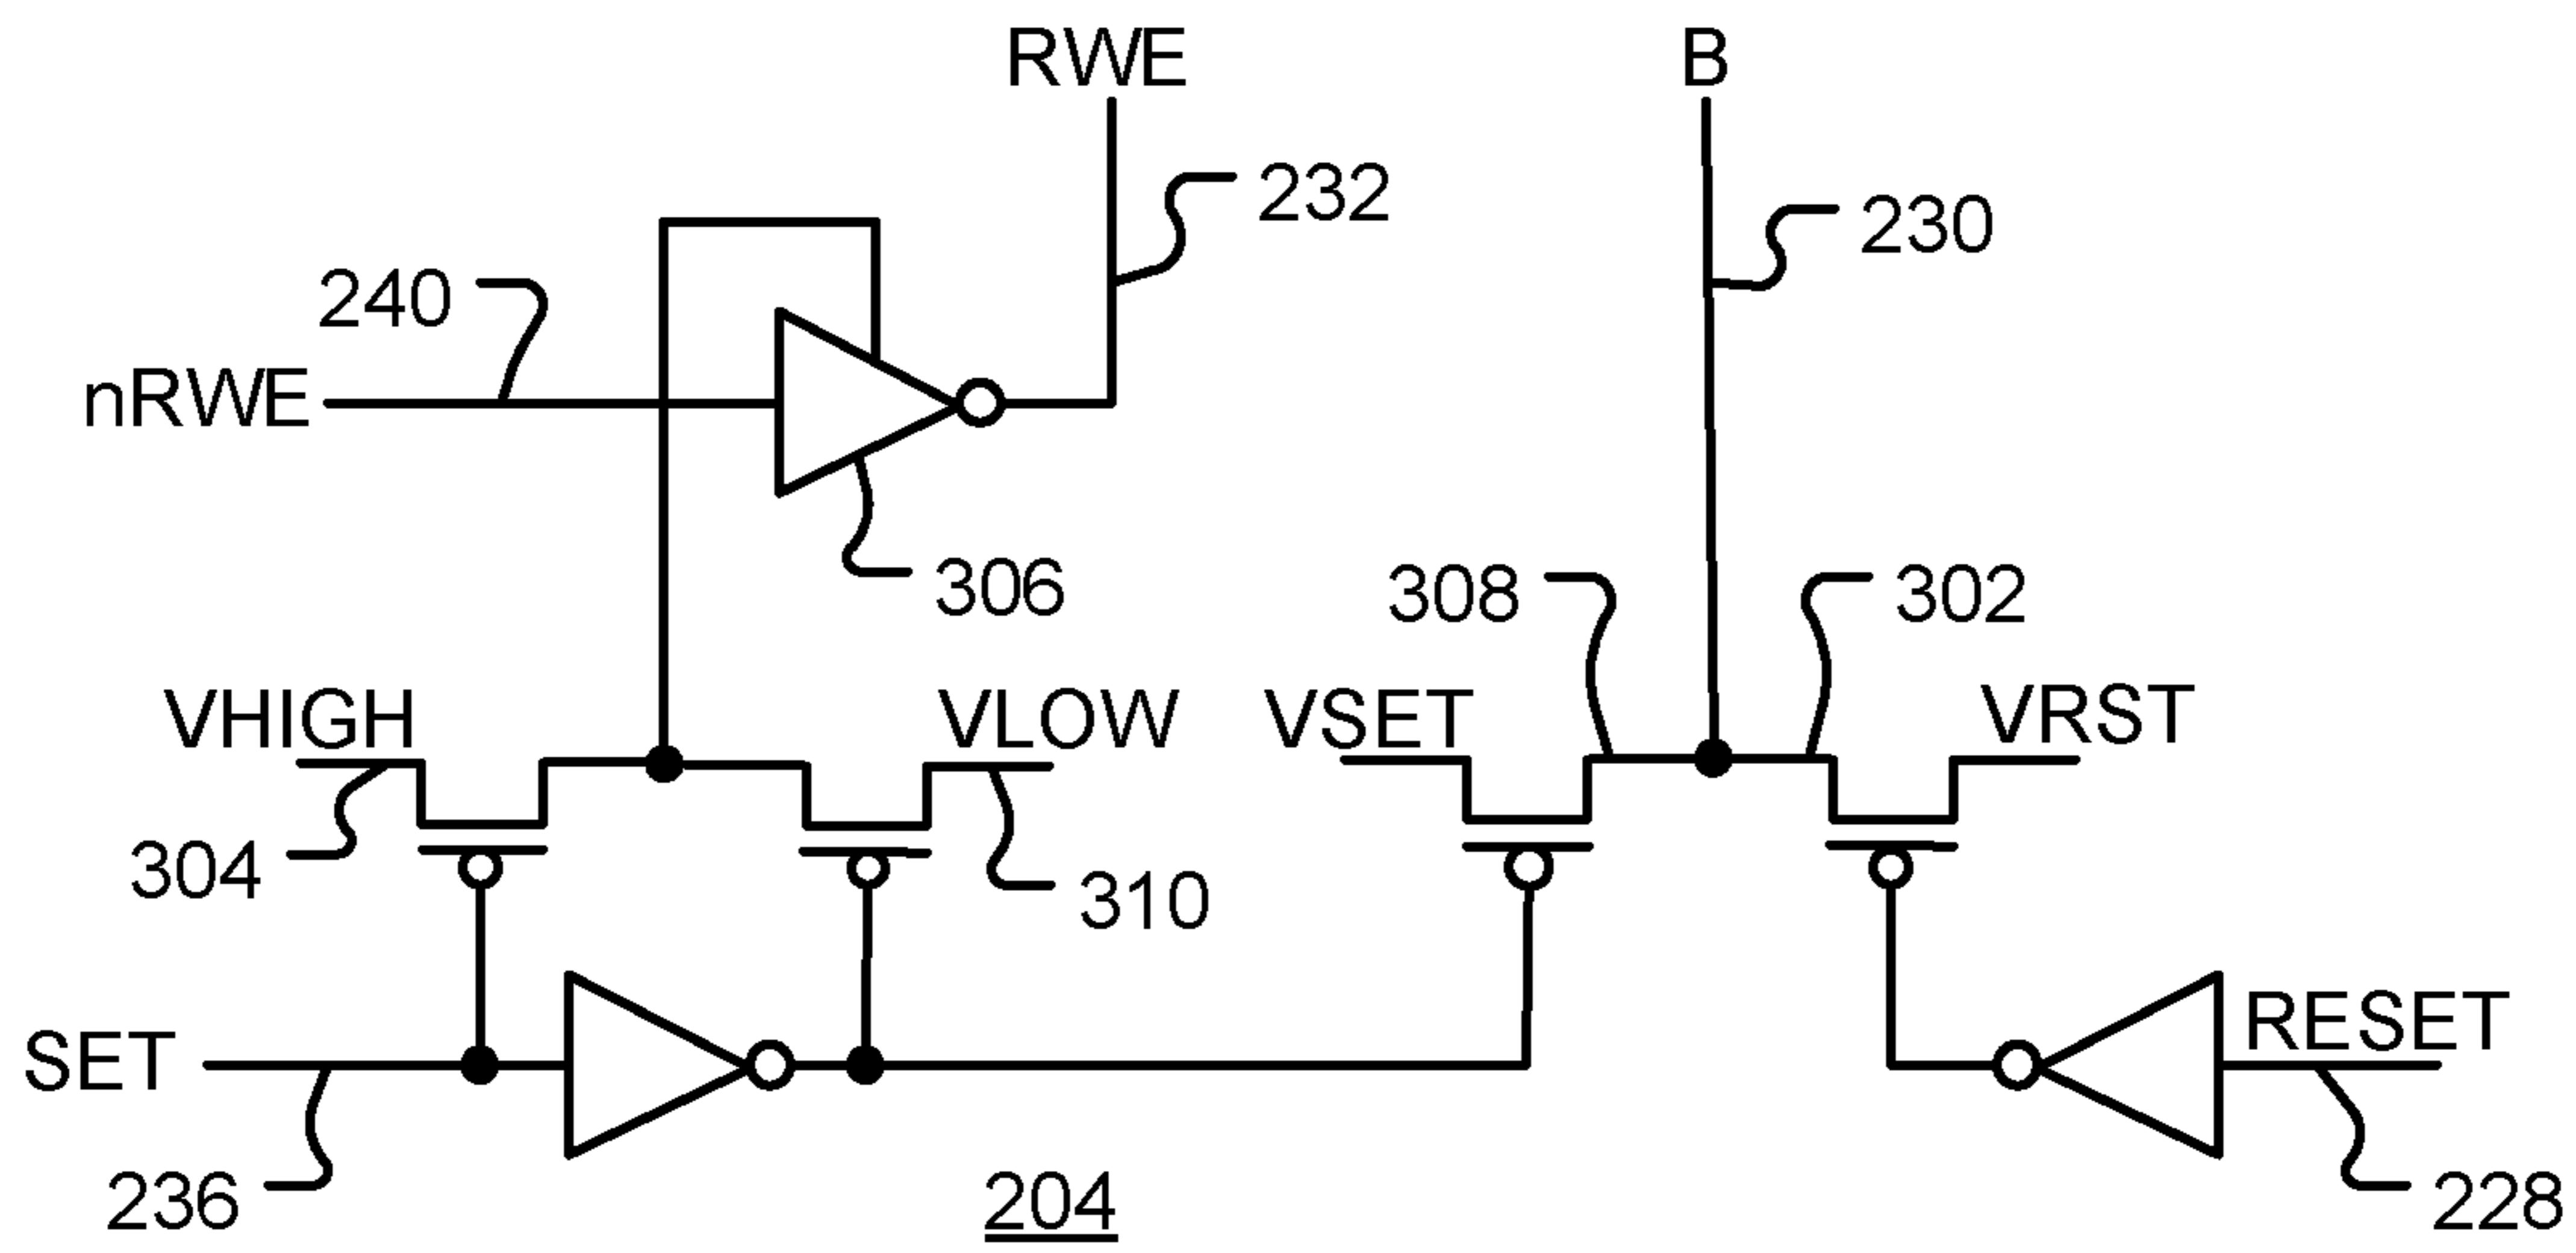 RWE
B
232
230
240
nRWE
306
308
302
VHIGH
VLOW
VSET
VRST
304
310
SET
RESET
236
204
228